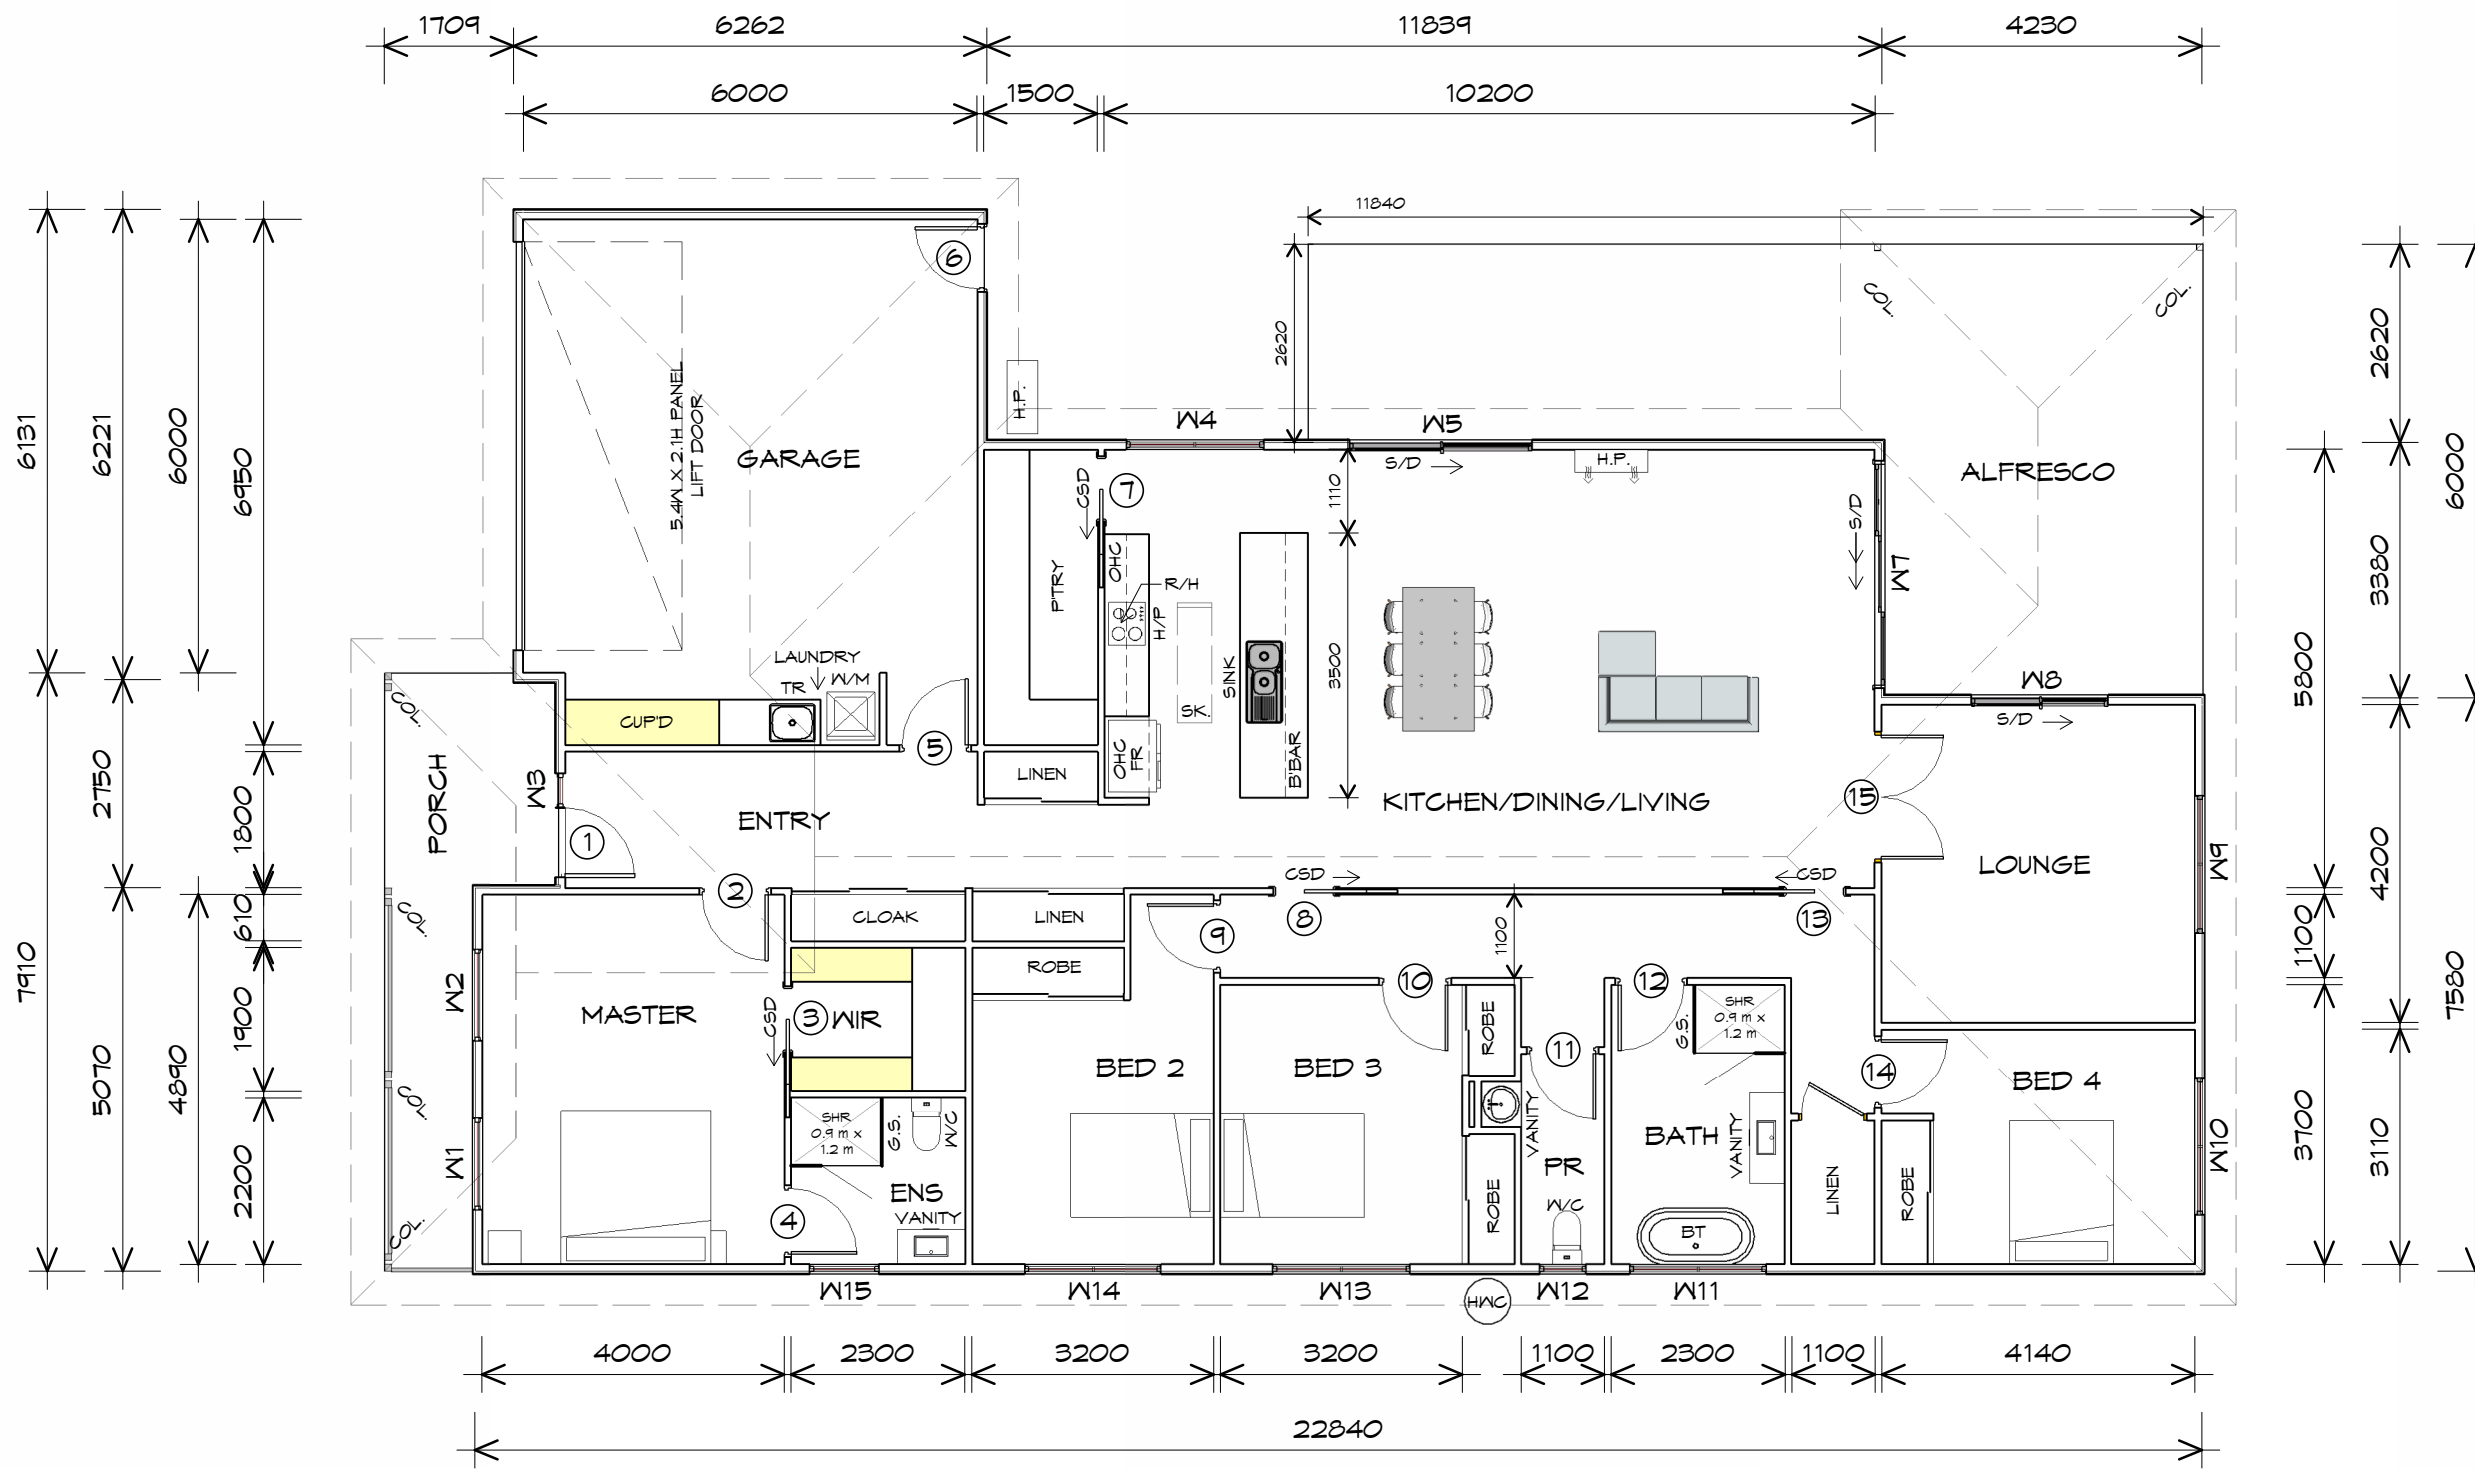 1709
6262
11839
4230
6000
1500
10200
11840
6131
6221
6000
6950
2620
2620
6000
6
COL.
COL.
H.P.
W4
W5
S/D
H.P.
GARAGE
5.4W X 2.1H PANEL
LIFT DOOR
ALFRESCO
CSD
7
1110
S/D
W7
3380
OHC
R/H
H/P
P'TRY
SINK
SK.
3500
5800
LAUNDRY
TR
W/M
CUP'D
5
LINEN
OHC
FR
B'BAR
W8
S/D
COL.
PORCH
W3
1
ENTRY
KITCHEN/DINING/LIVING
15
LOUNGE
W9
4200
2750
1800
7910
5070
4890
610
1900
2200
2
CLOAK
LINEN
ROBE
CSD
CSD
8
9
13
1100
1100
7580
COL.
W2
MASTER
CSD
3
WIR
10
12
SHR
0.9 m x
1.2 m
G.S.
ROBE
11
BED 2
BED 3
14
BED 4
COL.
W1
SHR
0.9 m x
1.2 m
G.S.
W/C
VANITY
PR
BATH
VANITY
3700
3110
W10
ENS
VANITY
4
COL.
ROBE
W/C
BT
LINEN
ROBE
W15
W14
W13
HWC
W12
W11
4000
2300
3200
3200
1100
2300
1100
4140
22840